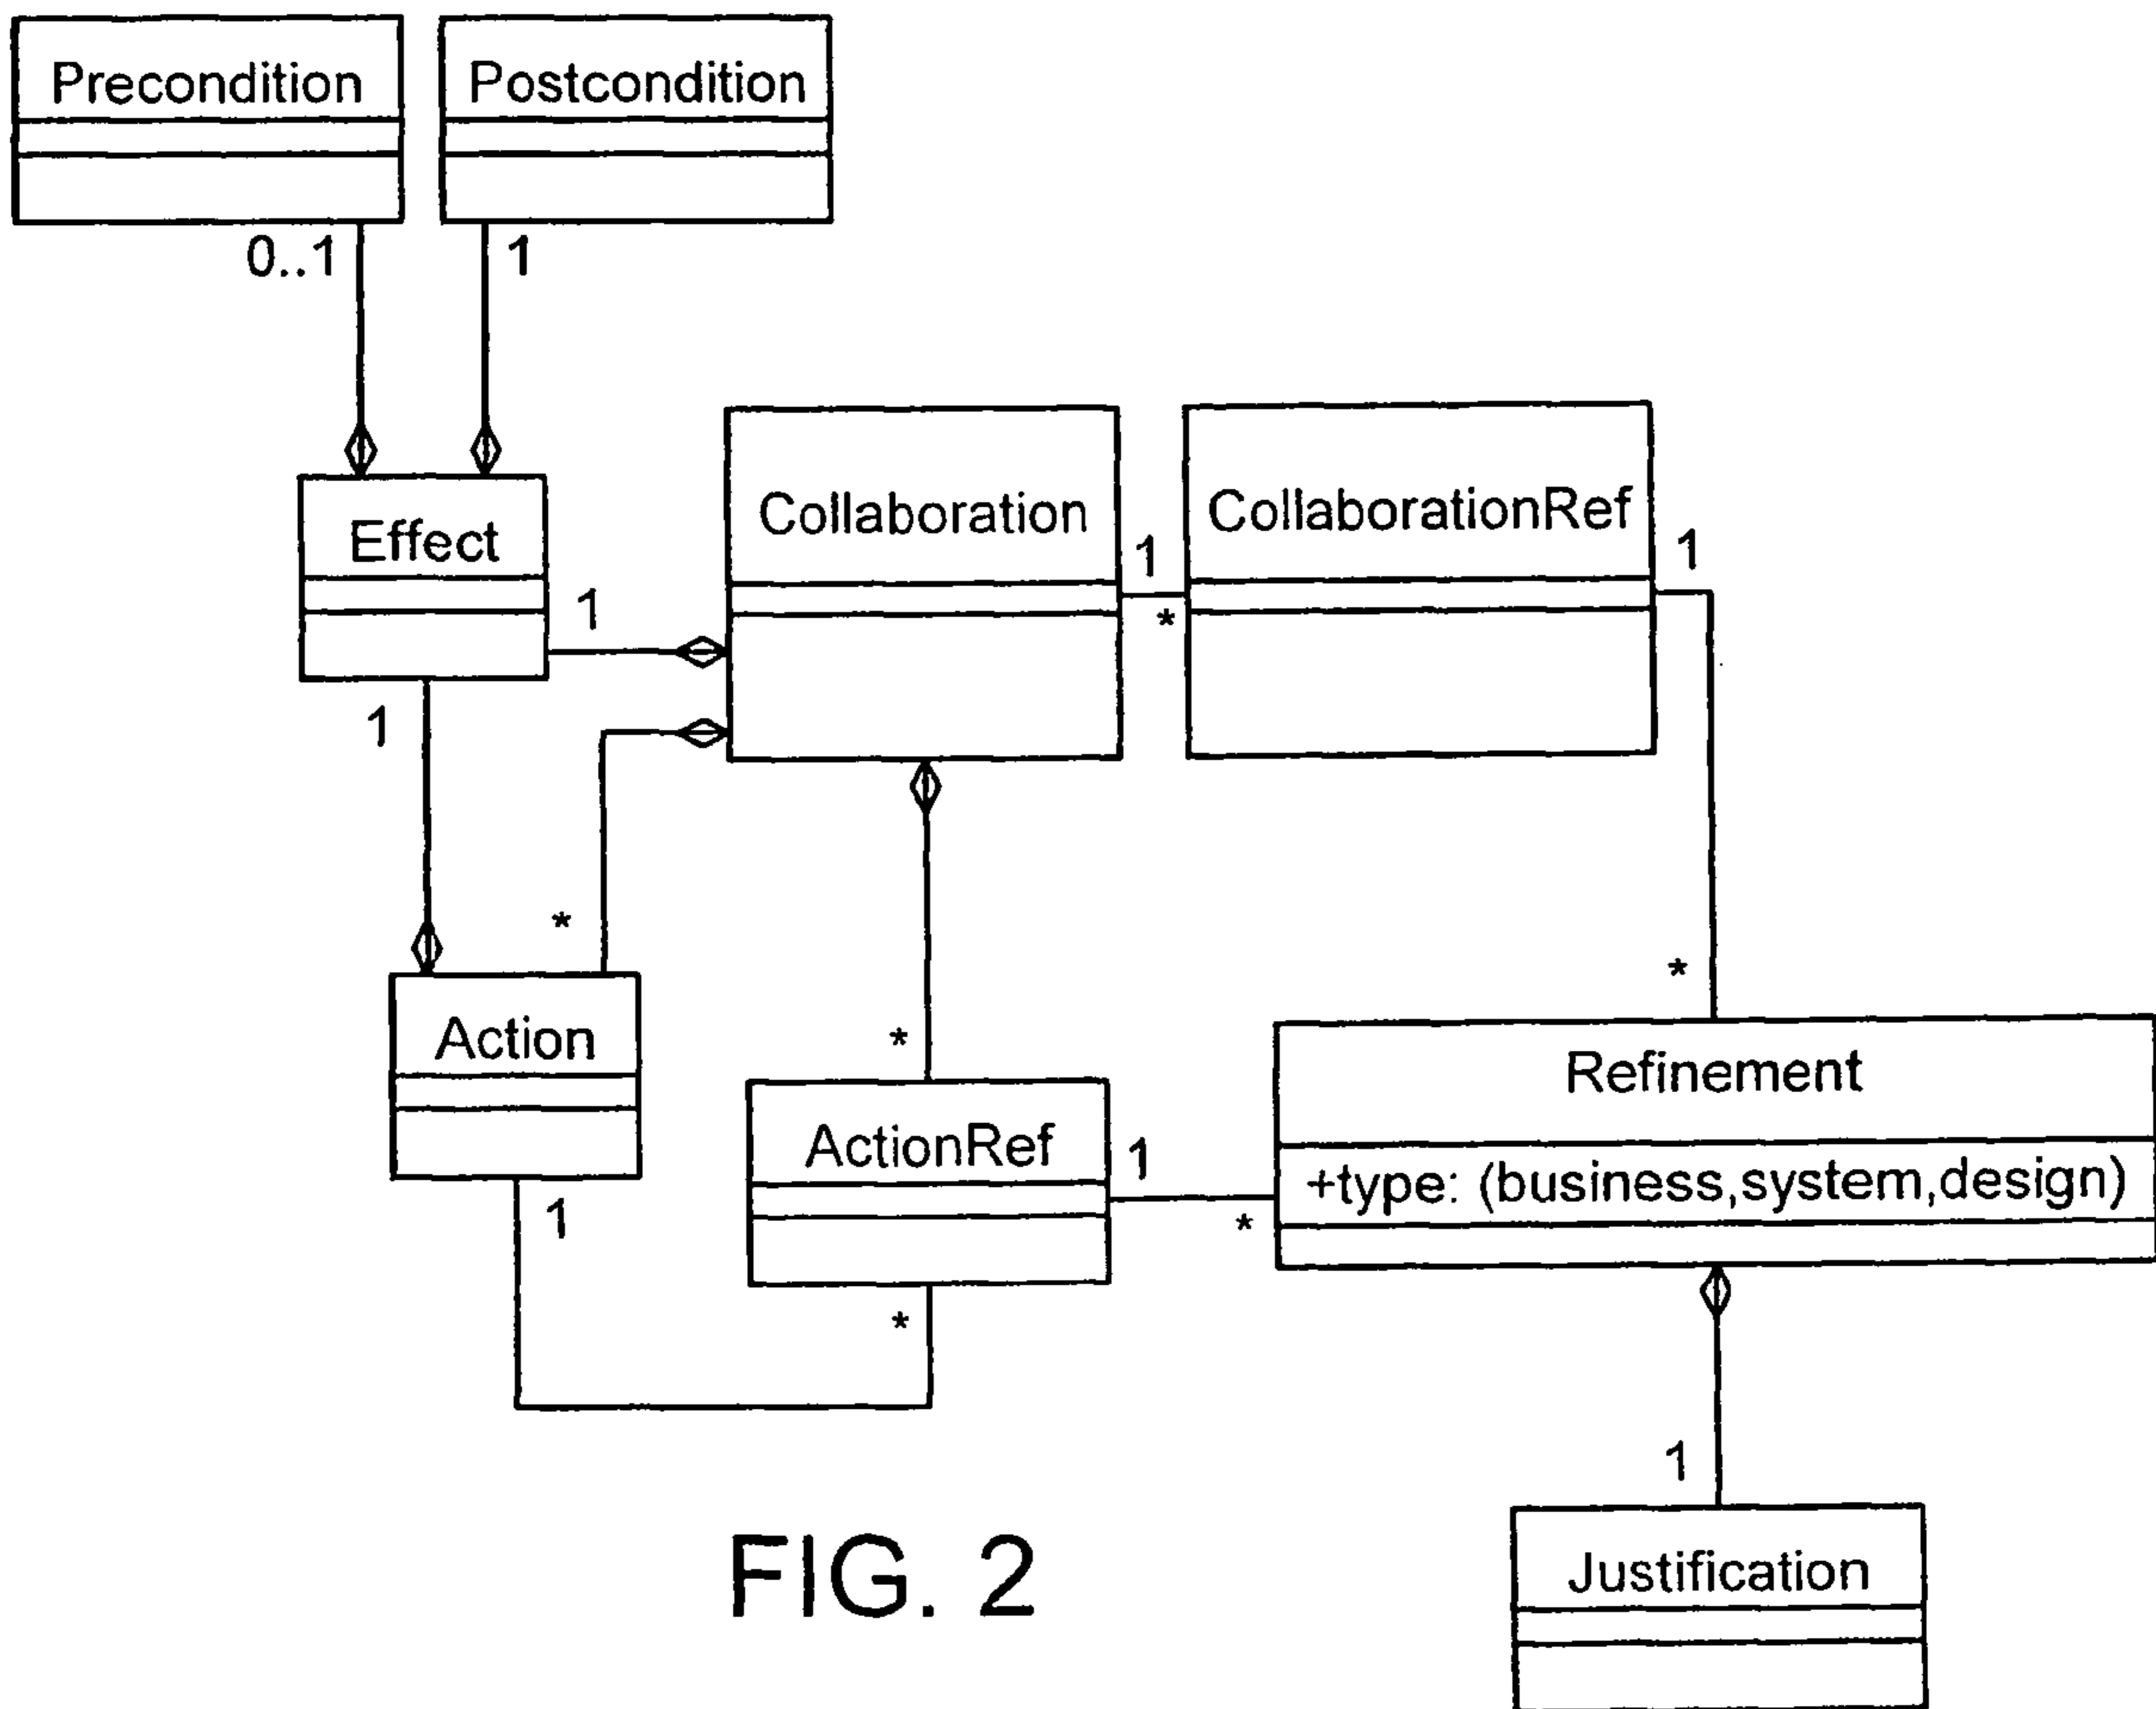 Precondition
Postcondition
0..1
1
Collaboration
CollaborationRef
Effect
1
1
1
*
1
*
*
Action
*
Refinement
ActionRef
1
+type: (business,system,design)
1
*
*
1
FIG. 2
Justification